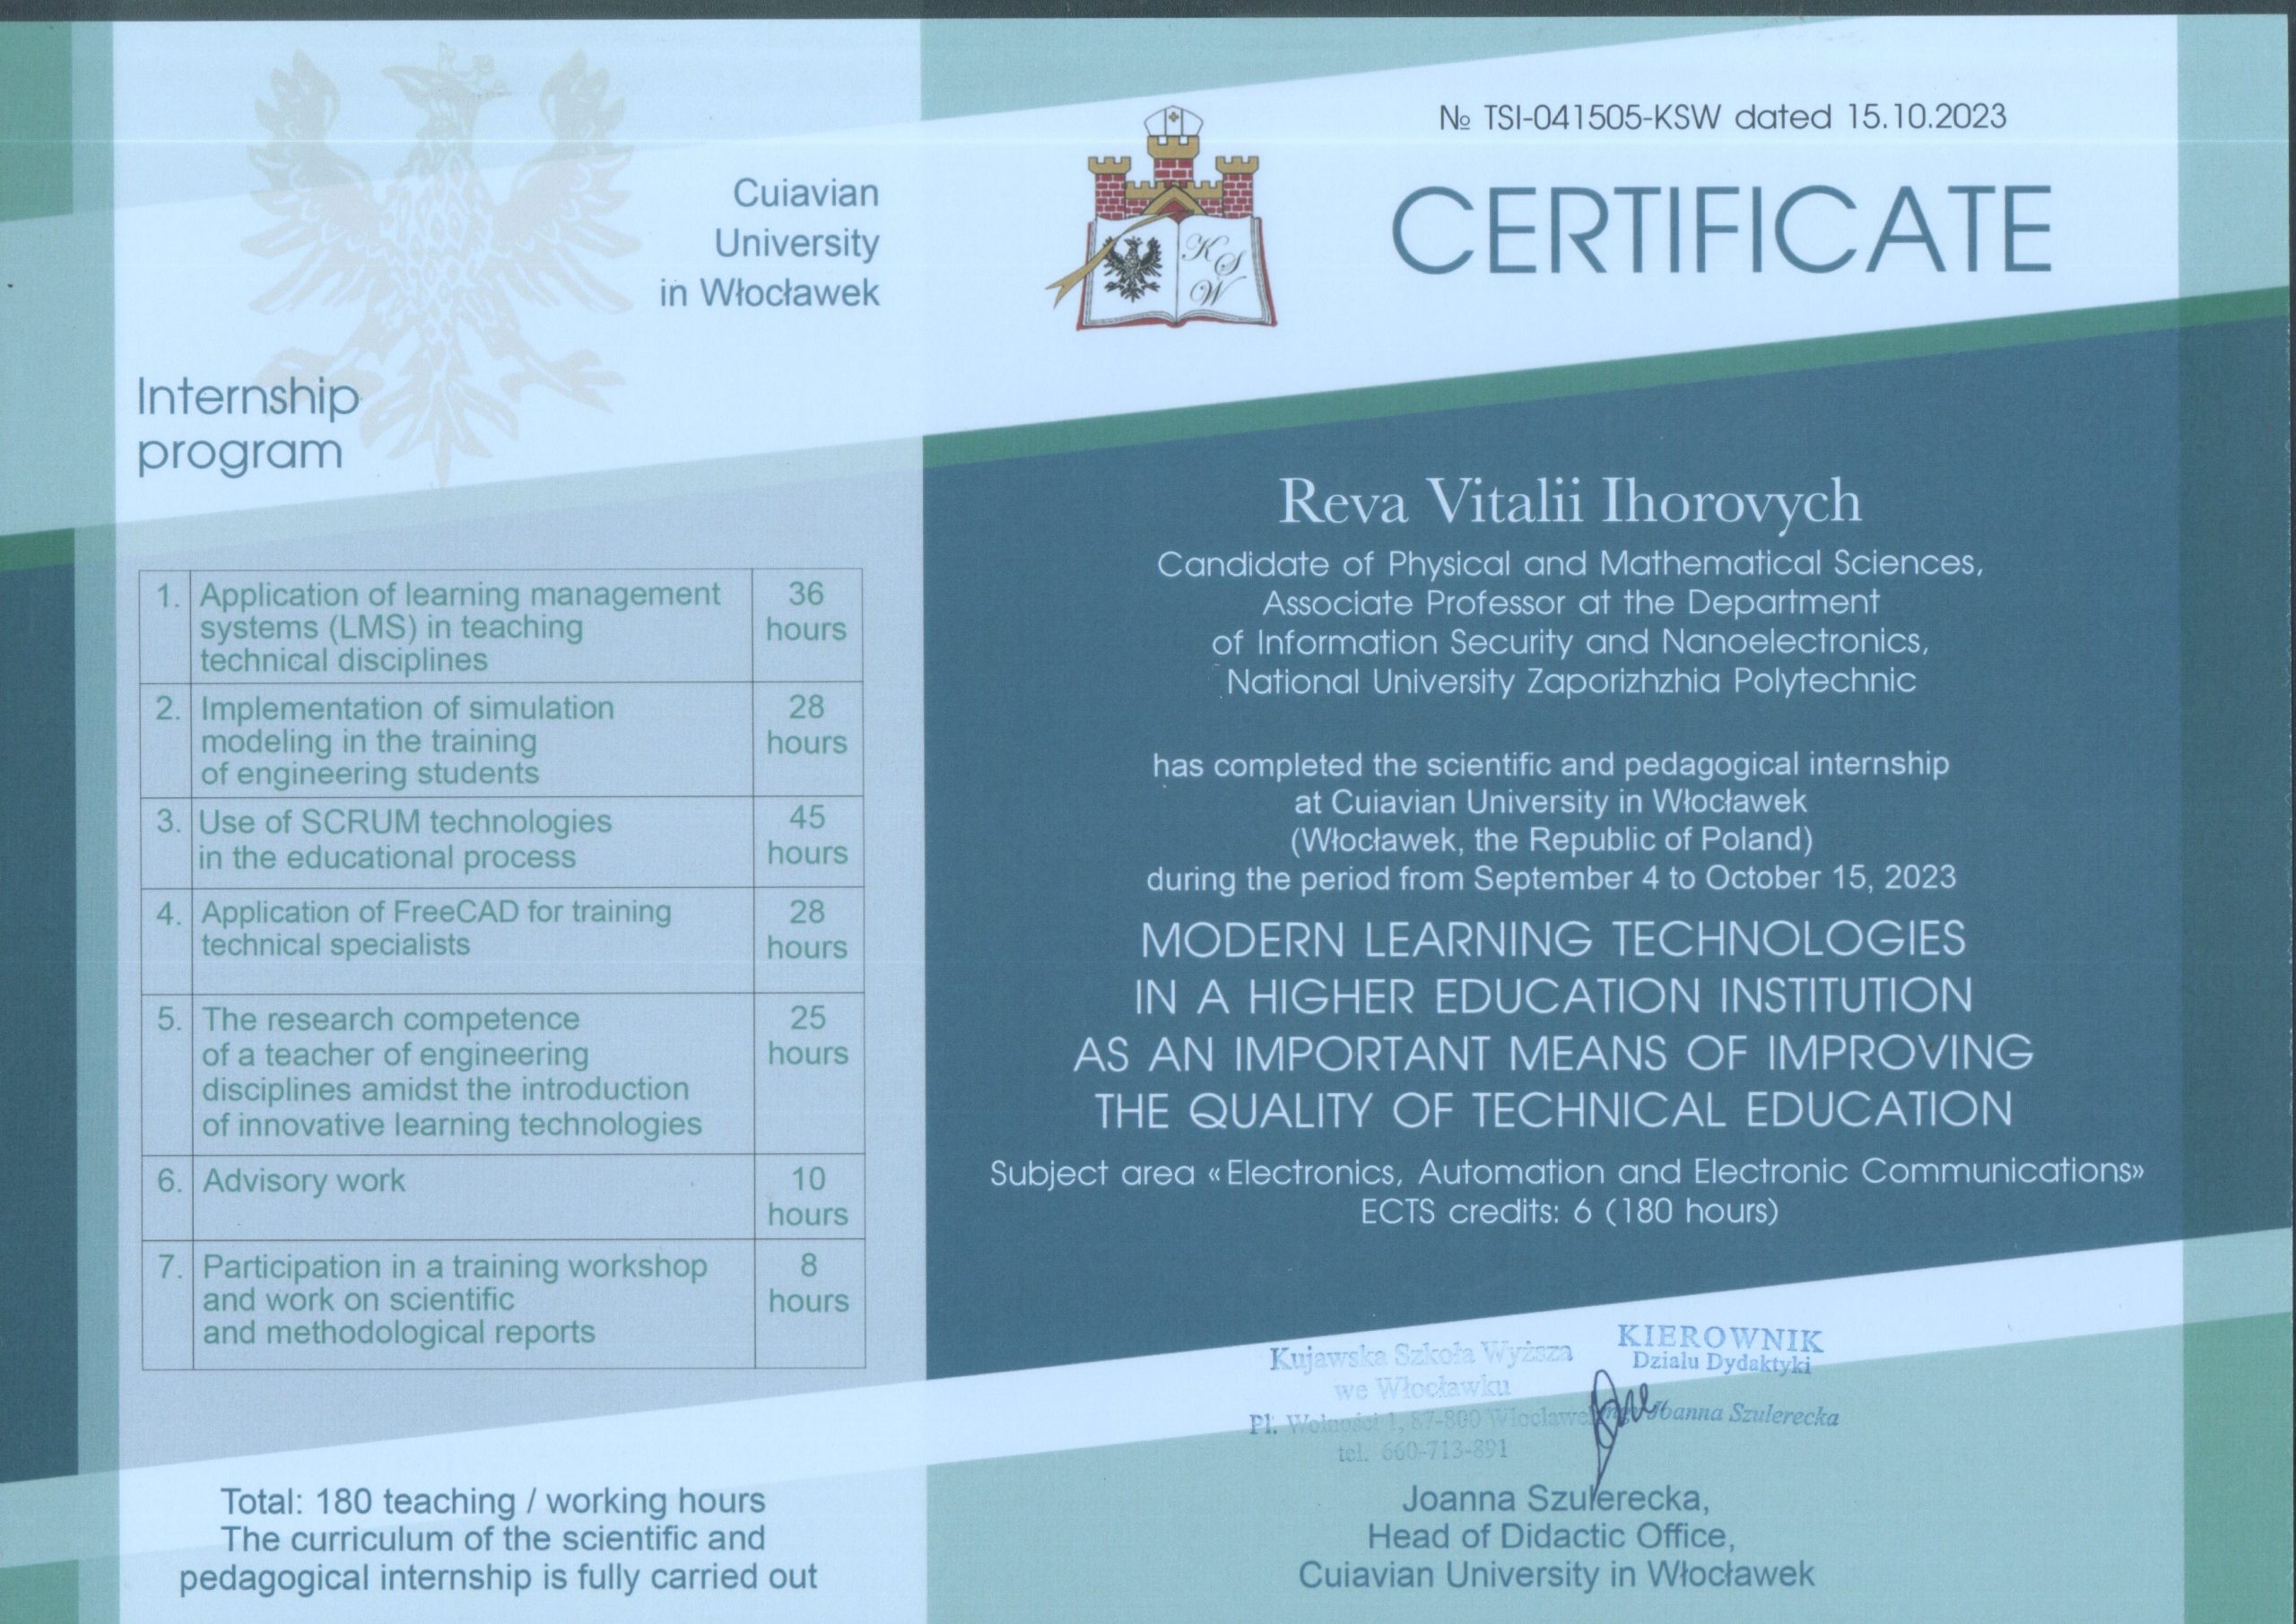 Cuiavian
University
in Włocławek
Internship
program
1. Application of learning management systems (LMS) in teaching technical disciplines 36 hours
2. Implementation of simulation modeling in the training of engineering students 28 hours
3. Use of SCRUM technologies in the educational process 45 hours
4. Application of FreeCAD for training technical specialists 28 hours
5. The research competence of a teacher of engineering disciplines amidst the introduction of innovative learning technologies 25 hours
6. Advisory work 10 hours
7. Participation in a training workshop and work on scientific and methodological reports 8 hours
Total: 180 teaching / working hours
The curriculum of the scientific and
pedagogical internship is fully carried out
K
S
W
№ TSI-041505-KSW dated 15.10.2023
CERTIFICATE
Reva Vitalii Ihorovych
Candidate of Physical and Mathematical Sciences,
Associate Professor at the Department
of Information Security and Nanoelectronics,
National University Zaporizhzhia Polytechnic
has completed the scientific and pedagogical internship
at Cuiavian University in Włocławek
(Włocławek, the Republic of Poland)
during the period from September 4 to October 15, 2023
MODERN LEARNING TECHNOLOGIES
IN A HIGHER EDUCATION INSTITUTION
AS AN IMPORTANT MEANS OF IMPROVING
THE QUALITY OF TECHNICAL EDUCATION
Subject area «Electronics, Automation and Electronic Communications»
ECTS credits: 6 (180 hours)
Kujawska Szkoła Wyższa
we Włocławku
Pl. Wolności 1, 87-800 Włocławek
tel. 660-713-891
KIEROWNIK
Działu Dydaktyki
Joanna Szulerecka
Joanna Szulerecka,
Head of Didactic Office,
Cuiavian University in Włocławek